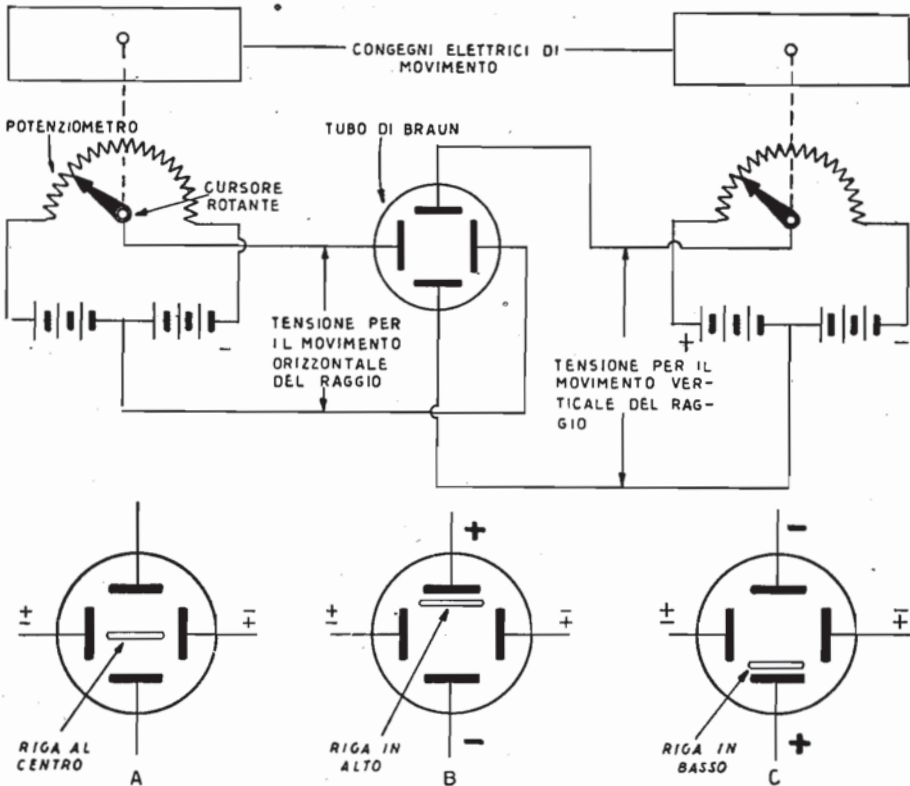 CONGEGNI ELETTRICI DI
MOVIMENTO
POTENZIOMETRO
TUBO DI BRAUN
CURSORE
ROTANTE
-
+
-
TENSIONE PER
IL MOVIMENTO
ORIZZONTALE
DEL RAGGIO
TENSIONE PER IL
MOVIMENTO VER-
TICALE DEL RAG-
GIO
+
-
± ∓
± ∓
± ∓
RIGA AL
CENTRO
A
RIGA IN
ALTO
-
B
RIGA IN
BASSO
+
C